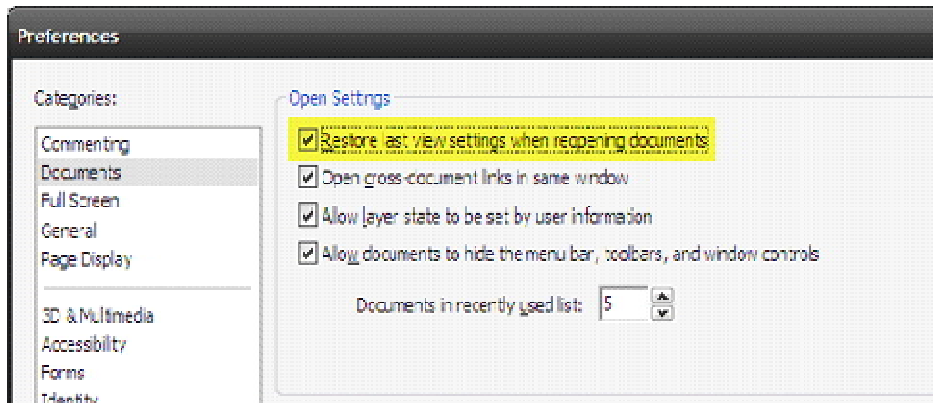 Preferences
Categories:
Commenting
Documents
Full Screen
General
Page Display
3D & Multimedia
Accessibility
Forms
Identity
Open Settings
Restore last view settings when reopening documents
Open cross-document links in same window
Allow layer state to be set by user information
Allow documents to hide the menu bar, toolbars, and window controls
Documents in recently used list: 5